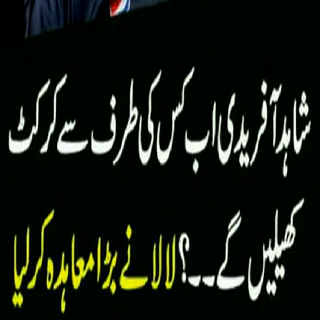 شاہد آفریدی اب کس کی طرف سے کرکٹ
کھیلیں گے۔۔؟ لالا نے بڑا معاہدہ کرلیا